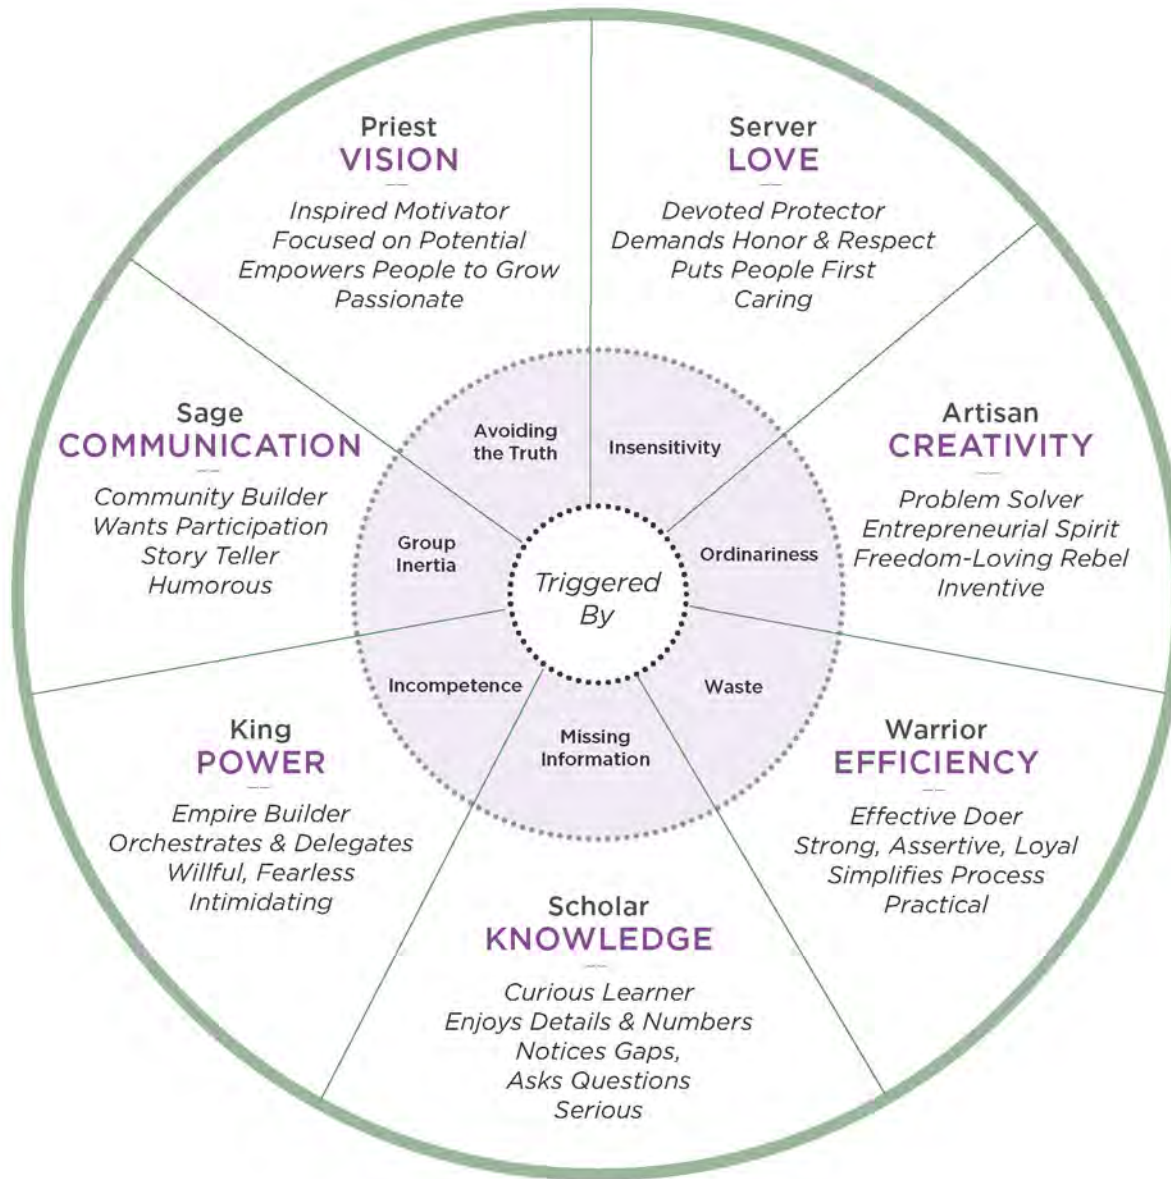 Priest
VISION
Inspired Motivator
Focused on Potential
Empowers People to Grow
Passionate
Server
LOVE
Devoted Protector
Demands Honor & Respect
Puts People First
Caring
Artisan
CREATIVITY
Problem Solver
Entrepreneurial Spirit
Freedom-Loving Rebel
Inventive
Warrior
EFFICIENCY
Effective Doer
Strong, Assertive, Loyal
Simplifies Process
Practical
Scholar
KNOWLEDGE
Curious Learner
Enjoys Details & Numbers
Notices Gaps,
Asks Questions
Serious
King
POWER
Empire Builder
Orchestrates & Delegates
Willful, Fearless
Intimidating
Sage
COMMUNICATION
Community Builder
Wants Participation
Story Teller
Humorous
Avoiding
the Truth
Insensitivity
Ordinariness
Waste
Missing
Information
Incompetence
Group
Inertia
Triggered
By